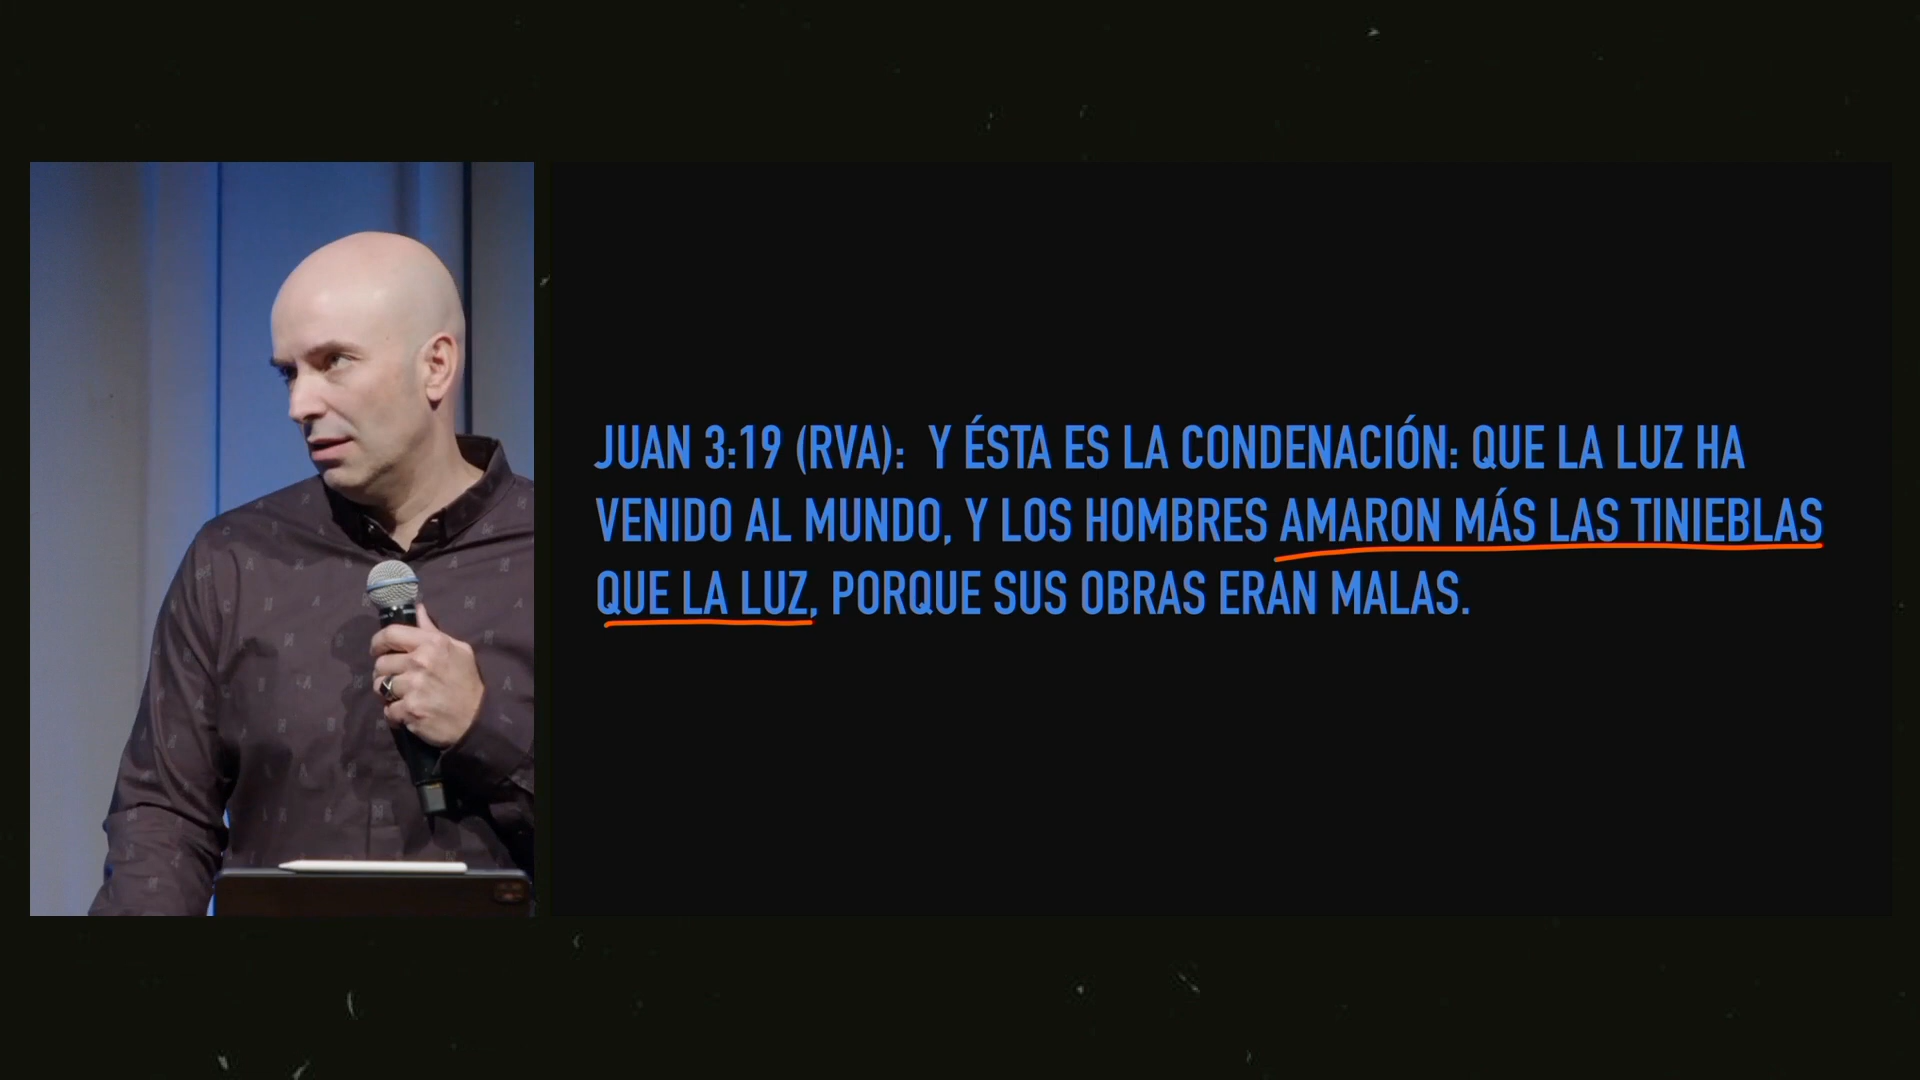 JUAN 3:19 (RVA): Y ÉSTA ES LA CONDENACIÓN: QUE LA LUZ HA
VENIDO AL MUNDO, Y LOS HOMBRES AMARON MÁS LAS TINIEBLAS
QUE LA LUZ, PORQUE SUS OBRAS ERAN MALAS.